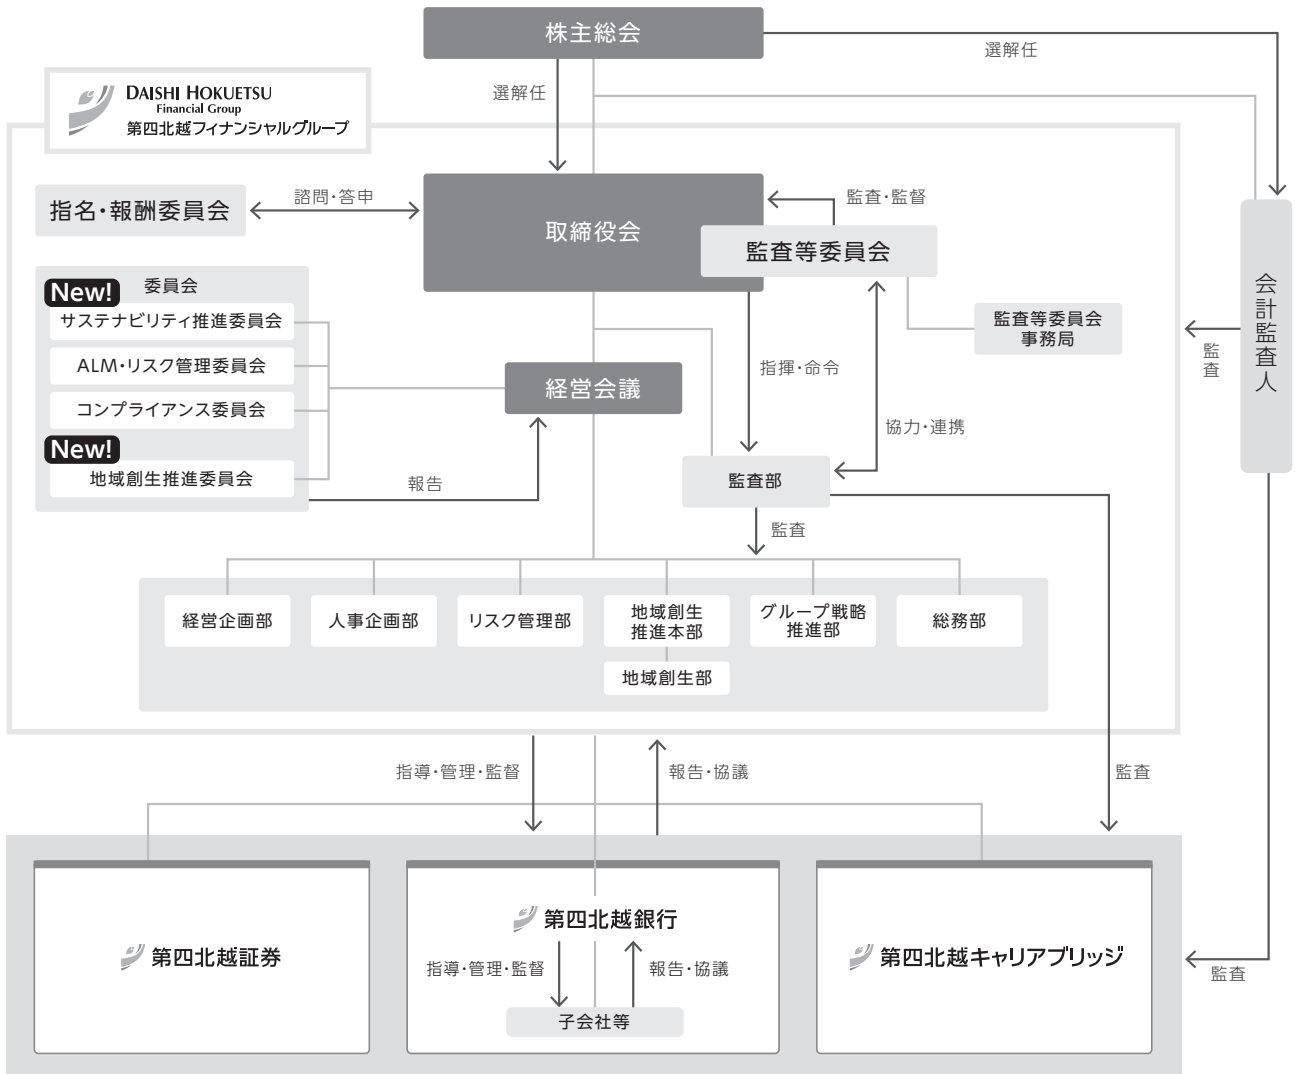 株主総会
選解任
選解任
DAISHI HOKUETSU
Financial Group
第四北越フィナンシャルグループ
指名・報酬委員会
諮問・答申
取締役会
監査・監督
監査等委員会
会計監査人
委員会
New!
サステナビリティ推進委員会
ALM・リスク管理委員会
コンプライアンス委員会
New!
地域創生推進委員会
監査等委員会
事務局
監査
経営会議
指揮・命令
協力・連携
報告
監査部
監査
経営企画部
人事企画部
リスク管理部
地域創生
推進本部
地域創生部
グループ戦略
推進部
総務部
指導・管理・監督
報告・協議
監査
第四北越証券
第四北越銀行
指導・管理・監督
報告・協議
子会社等
第四北越キャリアブリッジ
監査